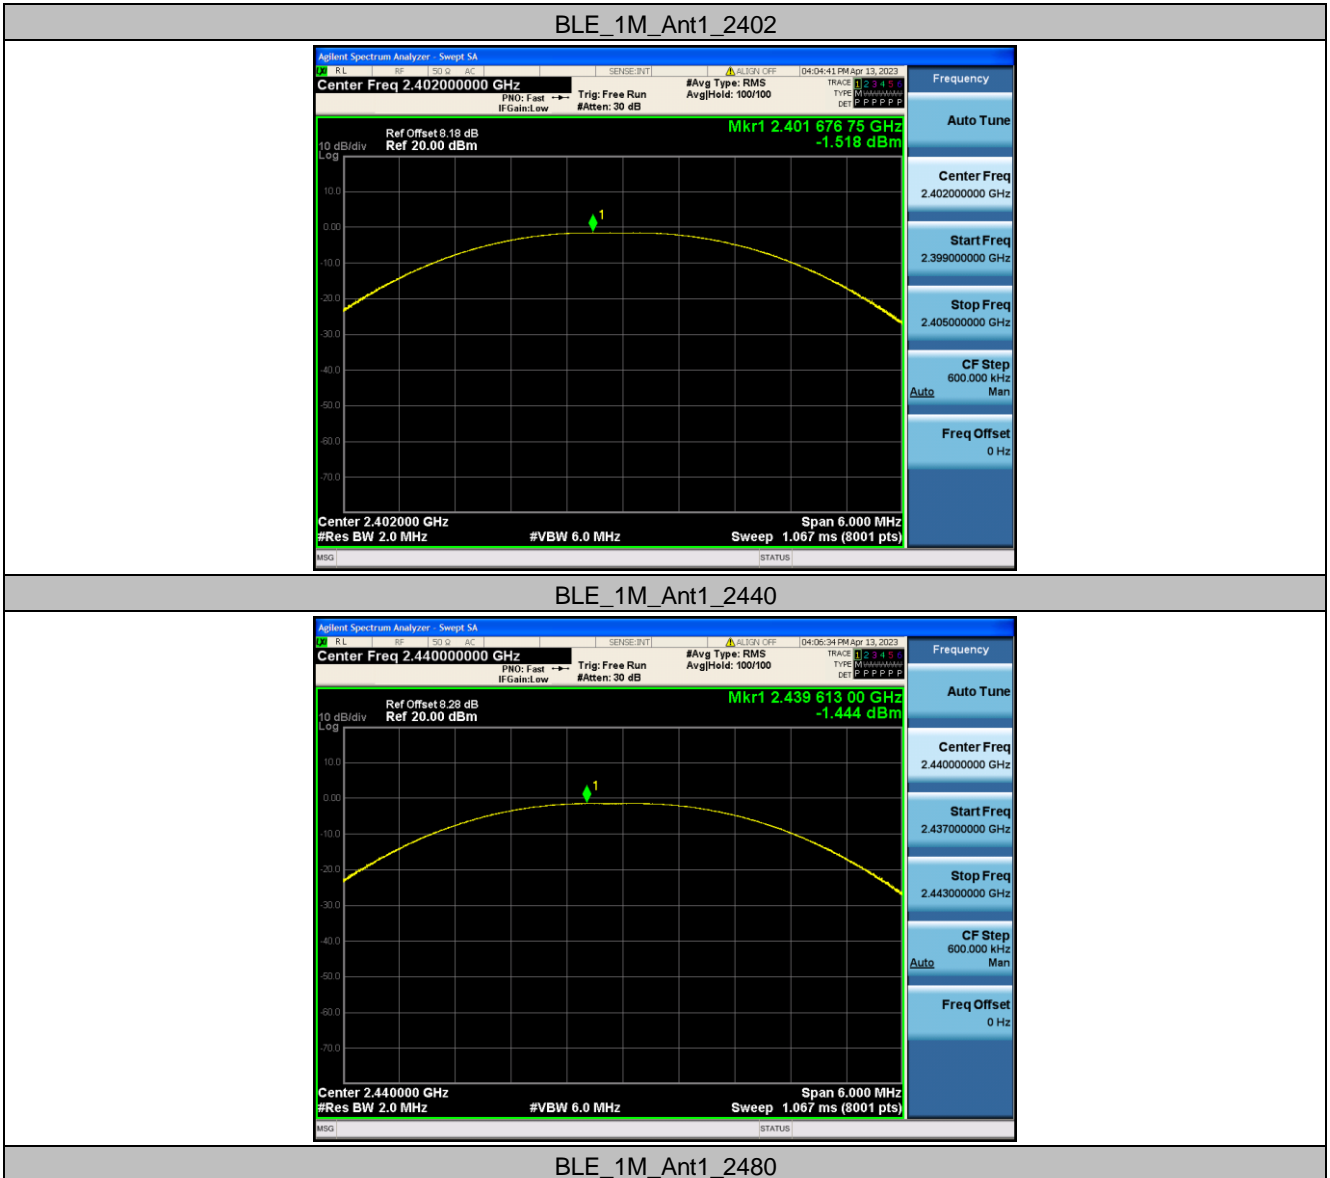 BLE_1M_Ant1_2402
Agilent Spectrum Analyzer - Swept SA
RL RF 50 Ω AC SENSE:INT ALIGN OFF 04:04:41 PM Apr 13, 2023
Center Freq 2.402000000 GHz
PNO: Fast
IFGain:Low
Trig: Free Run
#Atten: 30 dB
#Avg Type: RMS
Avg|Hold: 100/100
TRACE 1 2 3 4 5 6
TYPE M
DET P P P P P P
Frequency
Mkr1 2.401 676 75 GHz
-1.518 dBm
Ref Offset 8.18 dB
10 dB/div Ref 20.00 dBm
Log
10.0
0.00
-10.0
-20.0
-30.0
-40.0
-50.0
-60.0
-70.0
1
Center 2.402000 GHz Span 6.000 MHz
#Res BW 2.0 MHz #VBW 6.0 MHz Sweep 1.067 ms (8001 pts)
MSG STATUS
Auto Tune
Center Freq
2.402000000 GHz
Start Freq
2.399000000 GHz
Stop Freq
2.405000000 GHz
CF Step
600.000 kHz
Auto Man
Freq Offset
0 Hz
BLE_1M_Ant1_2440
Agilent Spectrum Analyzer - Swept SA
RL RF 50 Ω AC SENSE:INT ALIGN OFF 04:06:34 PM Apr 13, 2023
Center Freq 2.440000000 GHz
PNO: Fast
IFGain:Low
Trig: Free Run
#Atten: 30 dB
#Avg Type: RMS
Avg|Hold: 100/100
TRACE 1 2 3 4 5 6
TYPE M
DET P P P P P P
Frequency
Mkr1 2.439 613 00 GHz
-1.444 dBm
Ref Offset 8.28 dB
10 dB/div Ref 20.00 dBm
Log
10.0
0.00
-10.0
-20.0
-30.0
-40.0
-50.0
-60.0
-70.0
1
Center 2.440000 GHz Span 6.000 MHz
#Res BW 2.0 MHz #VBW 6.0 MHz Sweep 1.067 ms (8001 pts)
MSG STATUS
Auto Tune
Center Freq
2.440000000 GHz
Start Freq
2.437000000 GHz
Stop Freq
2.443000000 GHz
CF Step
600.000 kHz
Auto Man
Freq Offset
0 Hz
BLE_1M_Ant1_2480